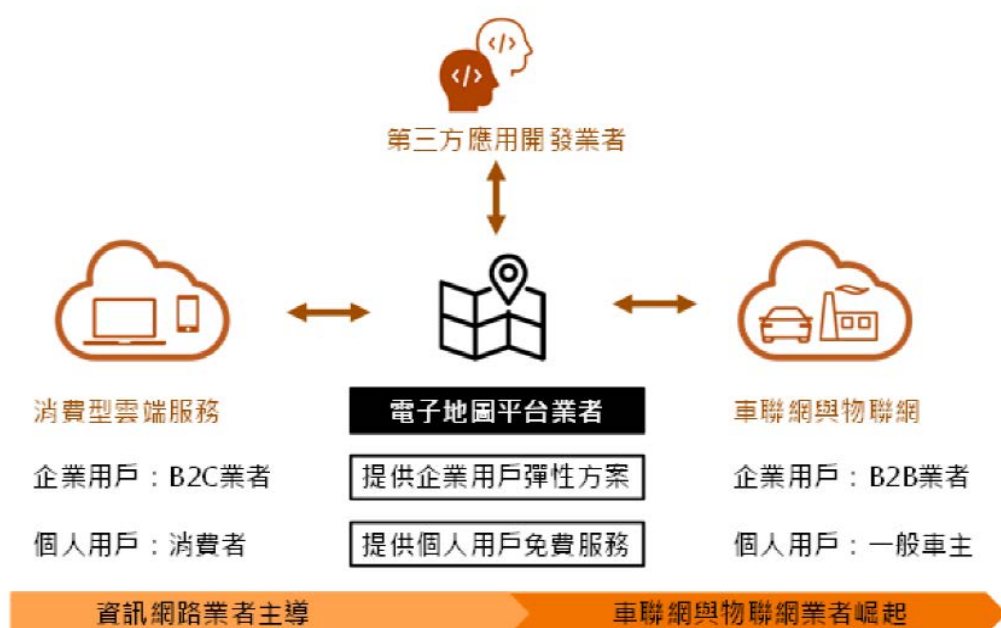 </>
</>
第三方應用開發業者
消費型雲端服務
電子地圖平台業者
車聯網與物聯網
企業用戶：B2C業者
提供企業用戶彈性方案
企業用戶：B2B業者
個人用戶：消費者
提供個人用戶免費服務
個人用戶：一般車主
資訊網路業者主導
車聯網與物聯網業者崛起